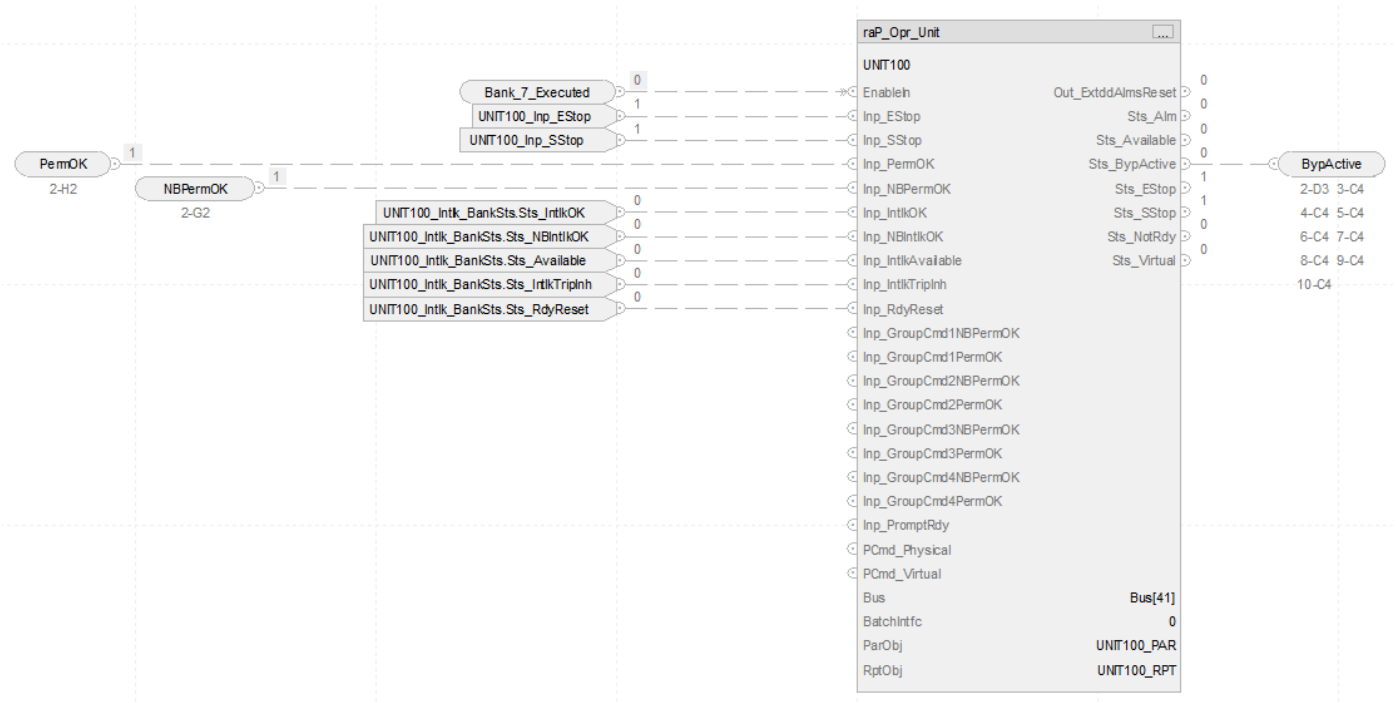 raP_Opr_Unit ...
UNIT100
Bank_7_Executed 0 EnableIn Out_ExtddAlmsReset 0
UNIT100_Inp_EStop 1 Inp_EStop Sts_Alm 0
UNIT100_Inp_SStop 1 Inp_SStop Sts_Available 0
PermOK 1 Inp_PermOK Sts_BypActive 0 BypActive
2-H2 NBPermOK 1 Inp_NBPermOK Sts_EStop 1 2-D3 3-C4
2-G2 UNIT100_Intlk_BankSts.Sts_IntlkOK 0 Inp_IntlkOK Sts_SStop 1 4-C4 5-C4
UNIT100_Intlk_BankSts.Sts_NBIntlkOK 0 Inp_NBIntlkOK Sts_NotRdy 0 6-C4 7-C4
UNIT100_Intlk_BankSts.Sts_Available 0 Inp_IntlkAvailable Sts_Virtual 0 8-C4 9-C4
UNIT100_Intlk_BankSts.Sts_IntlkTripInh 0 Inp_IntlkTripInh 10-C4
UNIT100_Intlk_BankSts.Sts_RdyReset 0 Inp_RdyReset
Inp_GroupCmd1NBPermOK
Inp_GroupCmd1PermOK
Inp_GroupCmd2NBPermOK
Inp_GroupCmd2PermOK
Inp_GroupCmd3NBPermOK
Inp_GroupCmd3PermOK
Inp_GroupCmd4NBPermOK
Inp_GroupCmd4PermOK
Inp_PromptRdy
PCmd_Physical
PCmd_Virtual
Bus Bus[41]
BatchIntfc 0
ParObj UNIT100_PAR
RptObj UNIT100_RPT